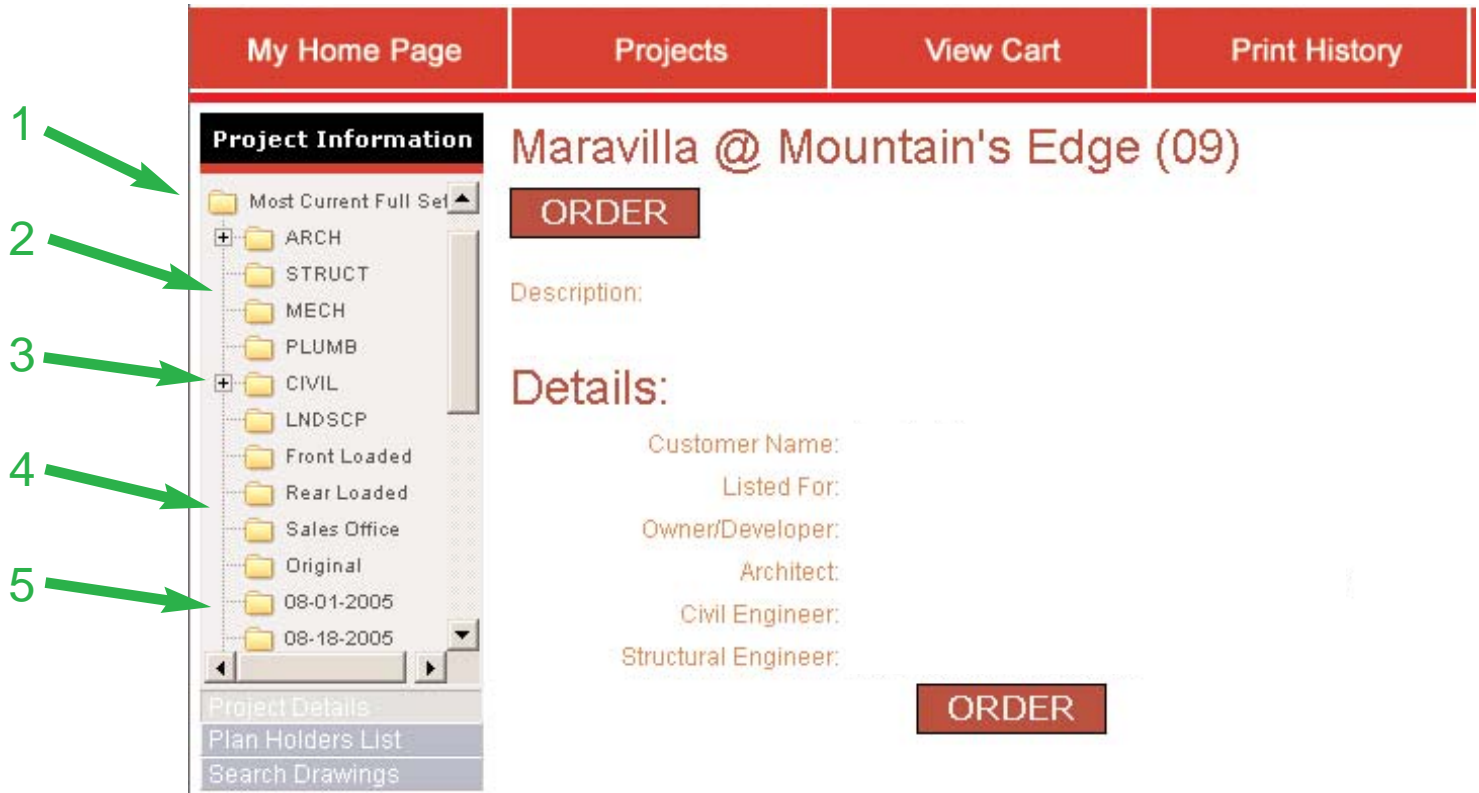 My Home Page Projects View Cart Print History
1
Project Information
Maravilla @ Mountain's Edge (09)
Most Current Full Set
ORDER
2
ARCH
STRUCT
Description:
MECH
3
PLUMB
CIVIL
Details:
LNDSCP
Customer Name:
4
Front Loaded
Rear Loaded
Listed For:
Sales Office
Owner/Developer:
Original
Architect:
5
08-01-2005
Civil Engineer:
08-18-2005
Structural Engineer:
Project Details
ORDER
Plan Holders List
Search Drawings